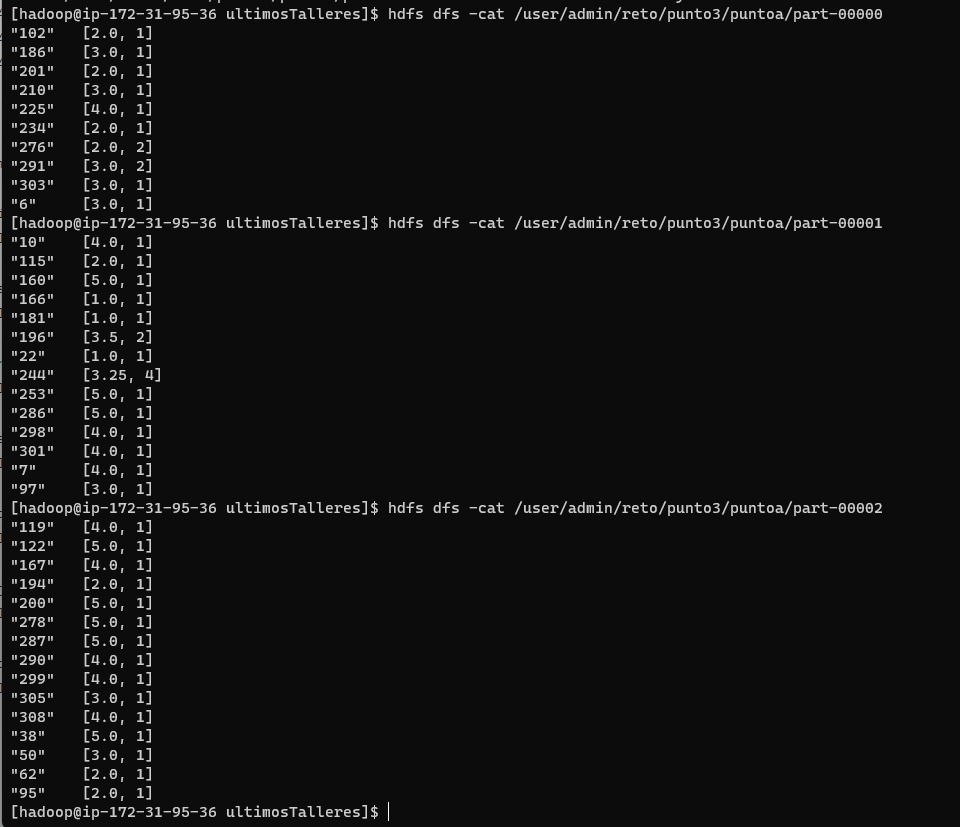 [hadoop@ip-172-31-95-36 ultimosTalleres]$ hdfs dfs -cat /user/admin/reto/punto3/puntoa/part-00000
"102"   [2.0, 1]
"186"   [3.0, 1]
"201"   [2.0, 1]
"210"   [3.0, 1]
"225"   [4.0, 1]
"234"   [2.0, 1]
"276"   [2.0, 2]
"291"   [3.0, 2]
"303"   [3.0, 1]
"6"     [3.0, 1]
[hadoop@ip-172-31-95-36 ultimosTalleres]$ hdfs dfs -cat /user/admin/reto/punto3/puntoa/part-00001
"10"    [4.0, 1]
"115"   [2.0, 1]
"160"   [5.0, 1]
"166"   [1.0, 1]
"181"   [1.0, 1]
"196"   [3.5, 2]
"22"    [1.0, 1]
"244"   [3.25, 4]
"253"   [5.0, 1]
"286"   [5.0, 1]
"298"   [4.0, 1]
"301"   [4.0, 1]
"7"     [4.0, 1]
"97"    [3.0, 1]
[hadoop@ip-172-31-95-36 ultimosTalleres]$ hdfs dfs -cat /user/admin/reto/punto3/puntoa/part-00002
"119"   [4.0, 1]
"122"   [5.0, 1]
"167"   [4.0, 1]
"194"   [2.0, 1]
"200"   [5.0, 1]
"278"   [5.0, 1]
"287"   [5.0, 1]
"290"   [4.0, 1]
"299"   [4.0, 1]
"305"   [3.0, 1]
"308"   [4.0, 1]
"38"    [5.0, 1]
"50"    [3.0, 1]
"62"    [2.0, 1]
"95"    [2.0, 1]
[hadoop@ip-172-31-95-36 ultimosTalleres]$